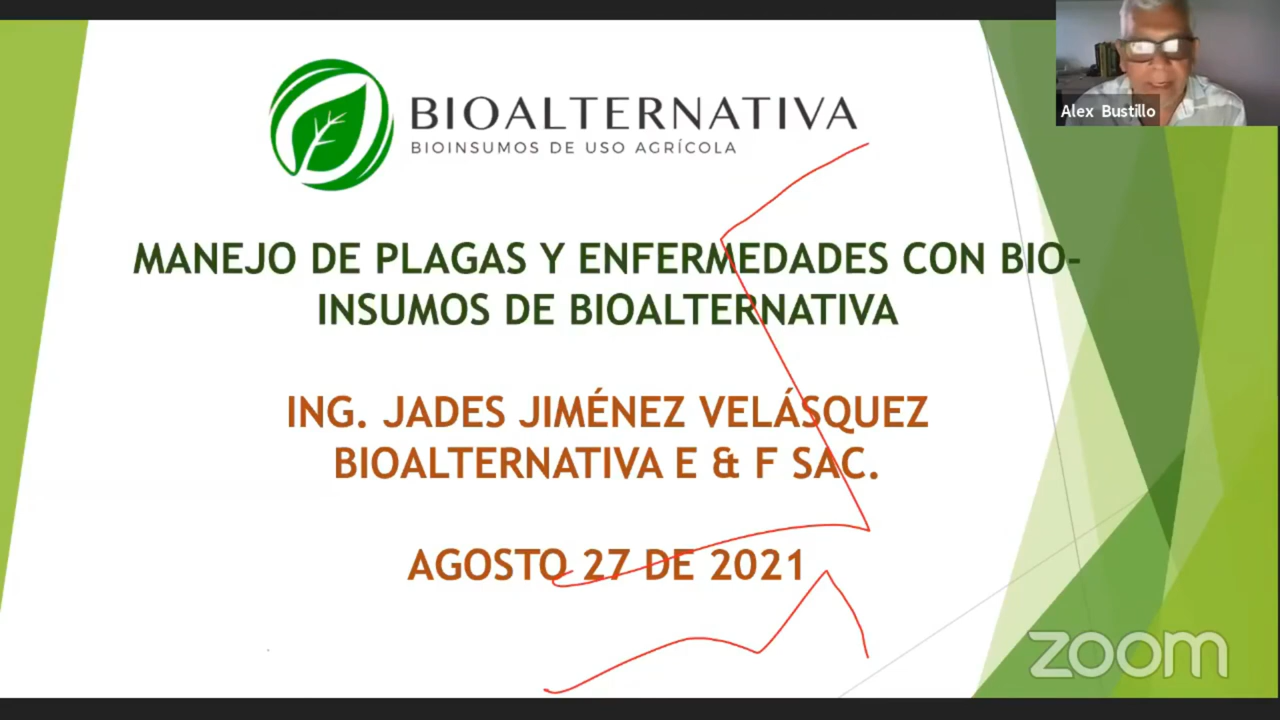 BIOALTERNATIVA
BIOINSUMOS DE USO AGRÍCOLA
Alex Bustillo
MANEJO DE PLAGAS Y ENFERMEDADES CON BIO-
INSUMOS DE BIOALTERNATIVA
ING. JADES JIMÉNEZ VELÁSQUEZ
BIOALTERNATIVA E & F SAC.
AGOSTO 27 DE 2021
zoom